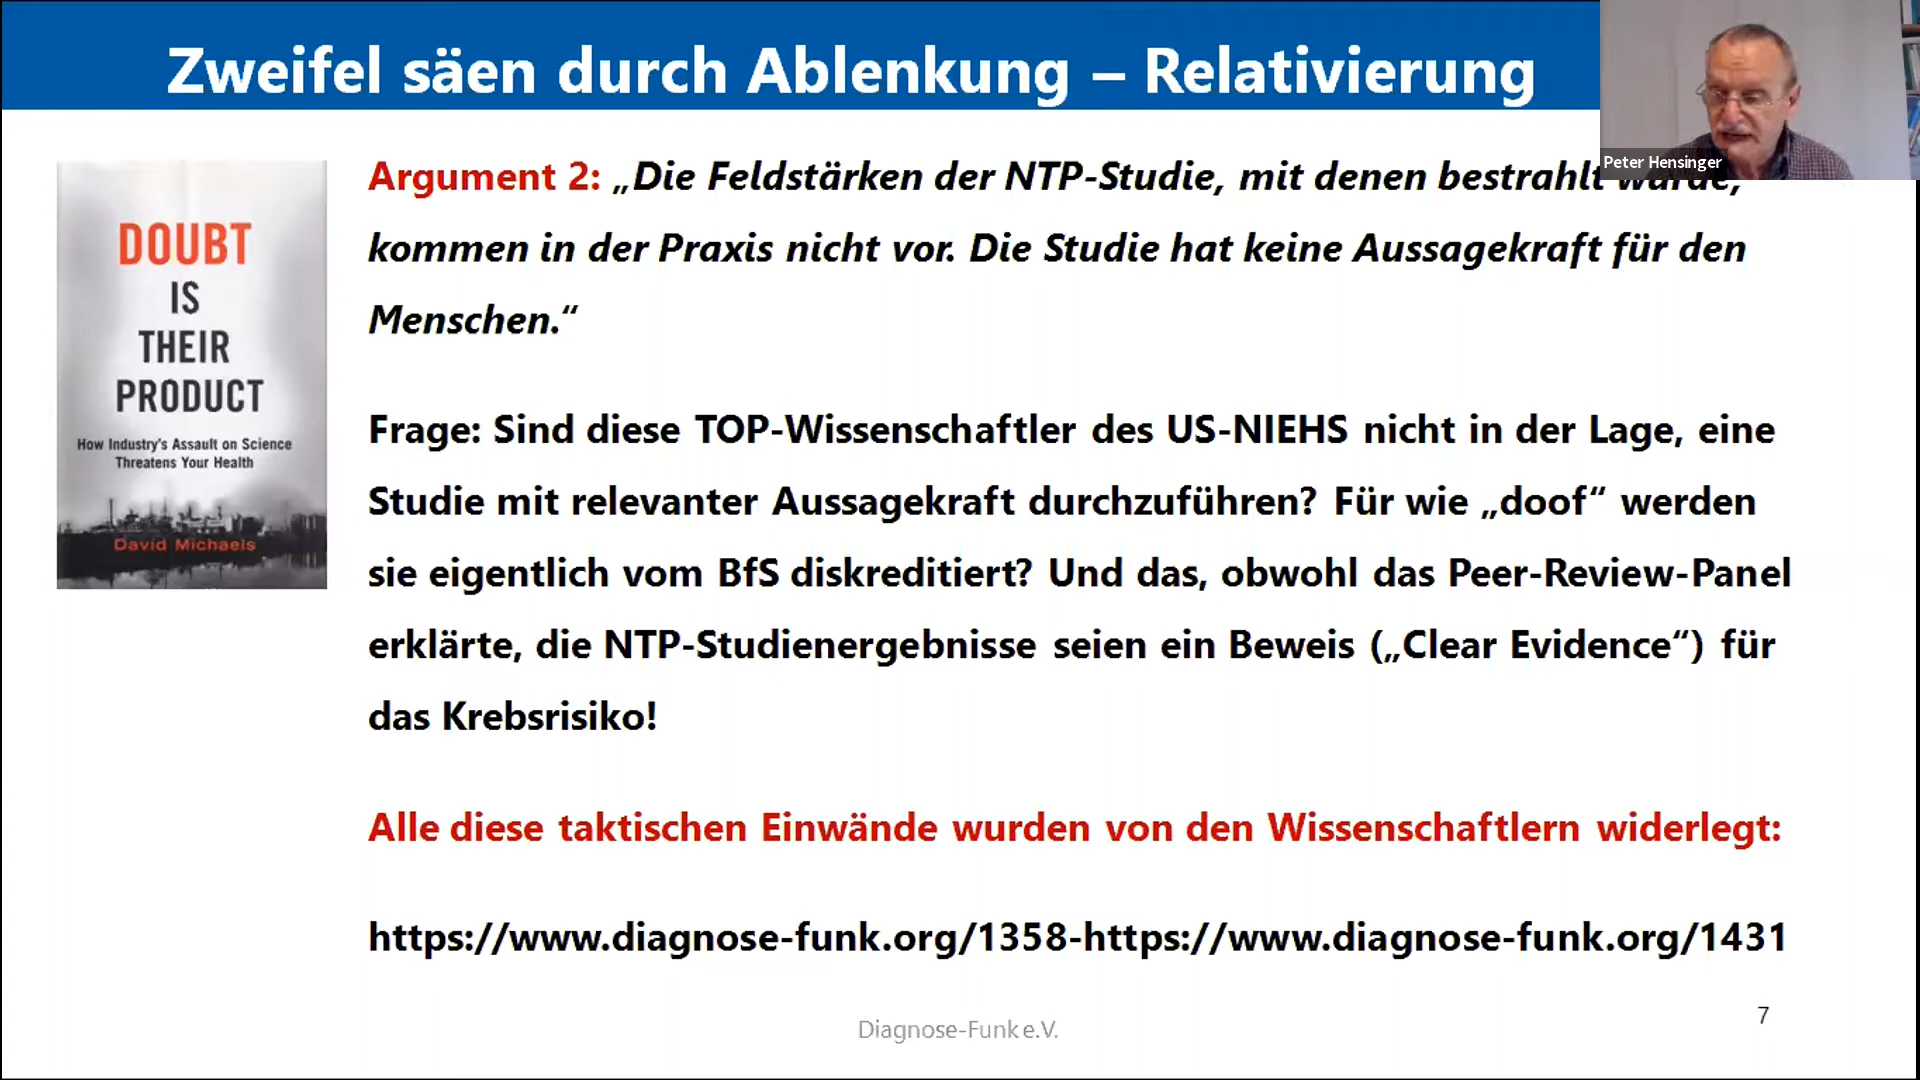 Zweifel säen durch Ablenkung – Relativierung
Peter Hensinger
DOUBT
IS
THEIR
PRODUCT
How Industry's Assault on Science
Threatens Your Health
David Michaels
Argument 2: „Die Feldstärken der NTP-Studie, mit denen bestrahlt wurde,
kommen in der Praxis nicht vor. Die Studie hat keine Aussagekraft für den
Menschen.“
Frage: Sind diese TOP-Wissenschaftler des US-NIEHS nicht in der Lage, eine
Studie mit relevanter Aussagekraft durchzuführen? Für wie „doof“ werden
sie eigentlich vom BfS diskreditiert? Und das, obwohl das Peer-Review-Panel
erklärte, die NTP-Studienergebnisse seien ein Beweis („Clear Evidence“) für
das Krebsrisiko!
Alle diese taktischen Einwände wurden von den Wissenschaftlern widerlegt:
https://www.diagnose-funk.org/1358-https://www.diagnose-funk.org/1431
Diagnose-Funk e.V.
7